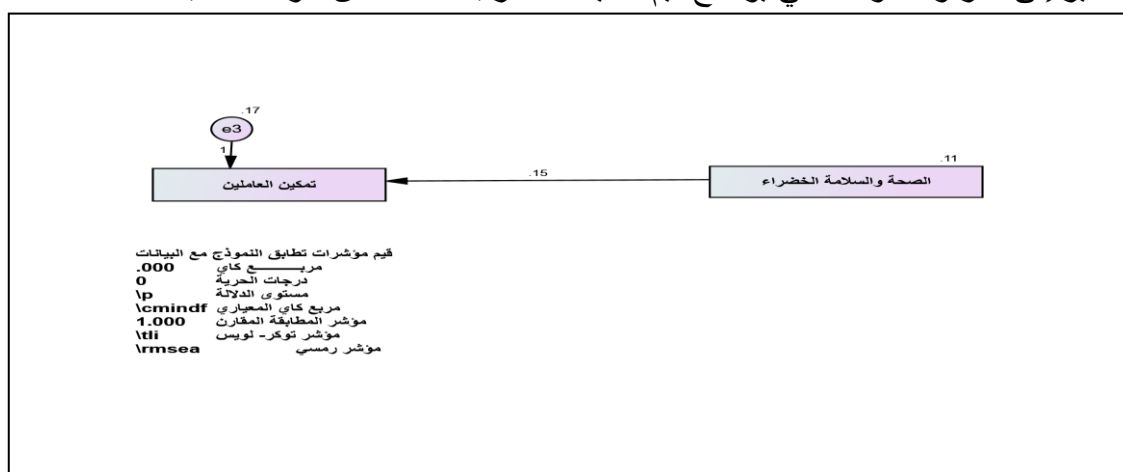 .17
e3
1
.11
.15
تمكين العاملين
الصحة والسلامة الخضراء
قيم مؤشرات تطابق النموذج مع البيانات
مربـــــع كاي .000
درجات الحرية 0
مستوى الدلالة \p
مربع كاي المعياري \cmindf
مؤشر المطابقة المقارن 1.000
مؤشر توكر- لويس \tli
مؤشر رمسي \rmsea